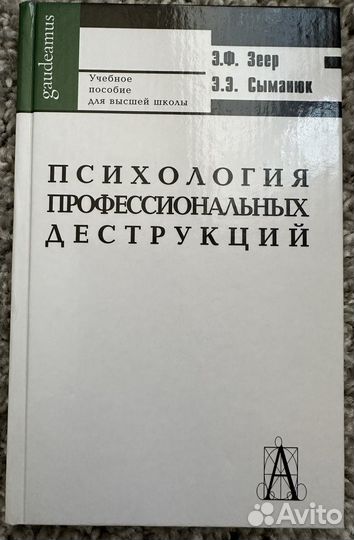 gaudeamus
Учебное
пособие
для высшей школы
Э.Ф. Зеер
Э.Э. Сыманюк
ПСИХОЛОГИЯ
ПРОФЕССИОНАЛЬНЫХ
ДЕСТРУКЦИЙ
А
Avito